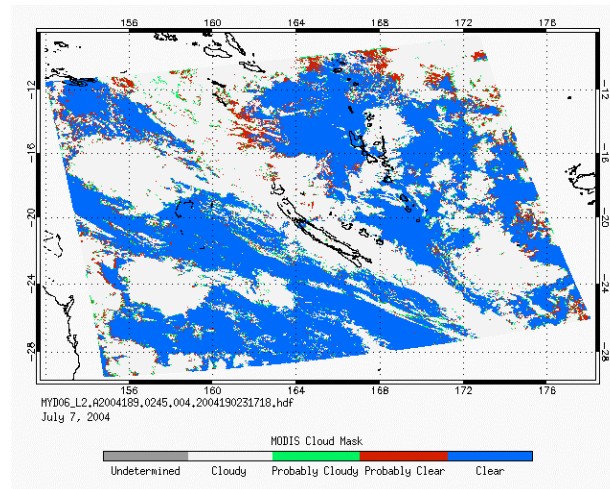 156 160 164 168 172 176
-12 -12
-16 -16
-20 -20
-24 -24
-28 -28
156 160 164 168 172 176
MYD06_L2.A2004189.0245.004.2004190231718.hdf
July 7, 2004
MODIS Cloud Mask
Undetermined Cloudy Probably Cloudy Probably Clear Clear